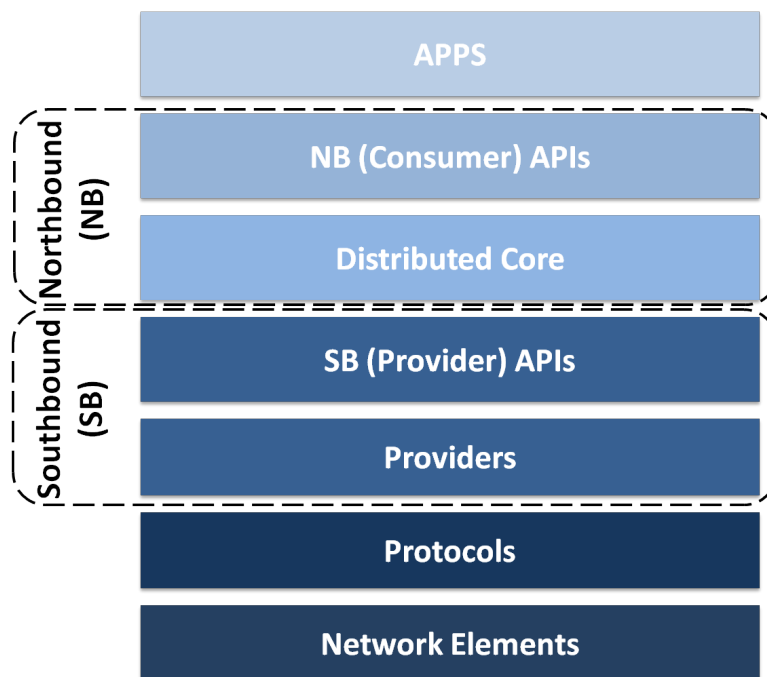 APPS
Northbound
(NB)
NB (Consumer) APIs
Distributed Core
Southbound
(SB)
SB (Provider) APIs
Providers
Protocols
Network Elements